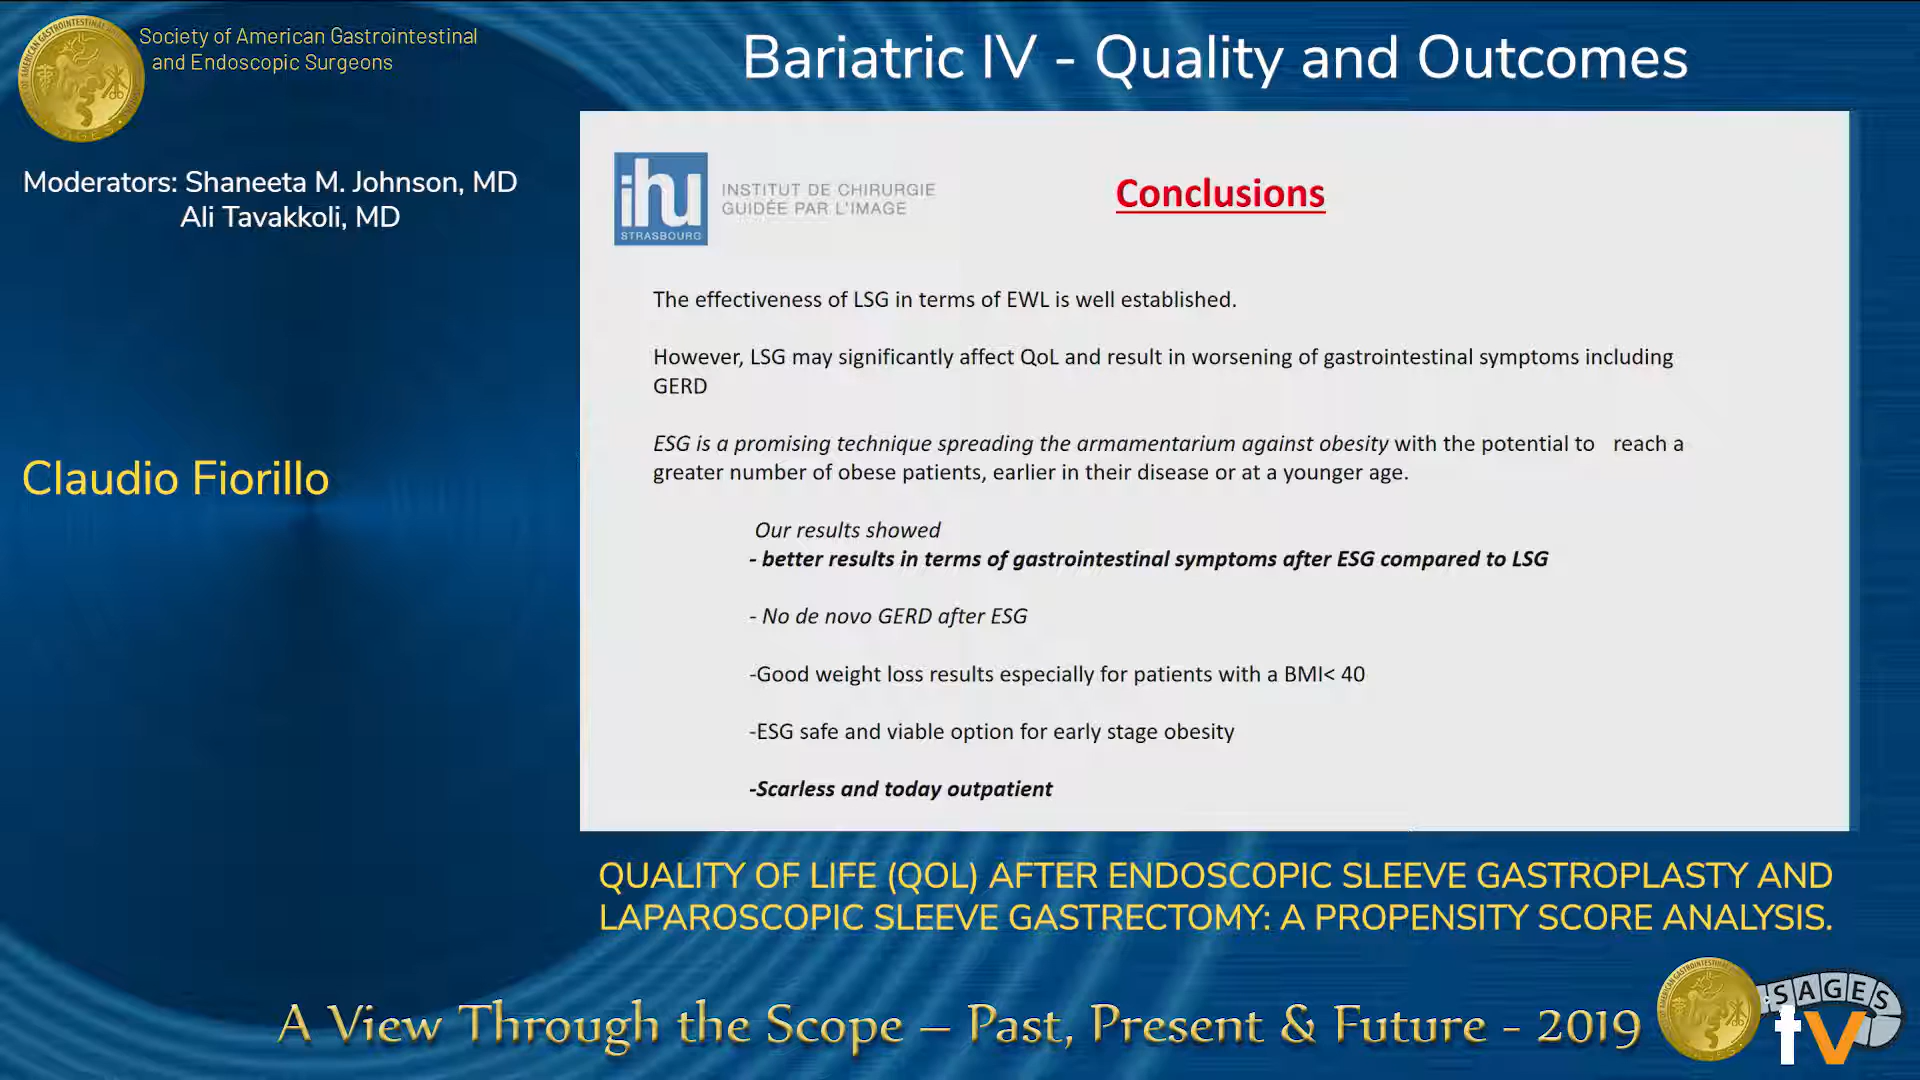 Society of American Gastrointestinal
and Endoscopic Surgeons
Bariatric IV - Quality and Outcomes
Moderators: Shaneeta M. Johnson, MD
Ali Tavakkoli, MD
Claudio Fiorillo
ihu
STRASBOURG
INSTITUT DE CHIRURGIE
GUIDÉE PAR L'IMAGE
Conclusions
The effectiveness of LSG in terms of EWL is well established.
However, LSG may significantly affect QoL and result in worsening of gastrointestinal symptoms including
GERD
ESG is a promising technique spreading the armamentarium against obesity with the potential to reach a
greater number of obese patients, earlier in their disease or at a younger age.
Our results showed
- better results in terms of gastrointestinal symptoms after ESG compared to LSG
- No de novo GERD after ESG
-Good weight loss results especially for patients with a BMI< 40
-ESG safe and viable option for early stage obesity
-Scarless and today outpatient
QUALITY OF LIFE (QOL) AFTER ENDOSCOPIC SLEEVE GASTROPLASTY AND
LAPAROSCOPIC SLEEVE GASTRECTOMY: A PROPENSITY SCORE ANALYSIS.
A View Through the Scope – Past, Present & Future - 2019
SAGES
tv